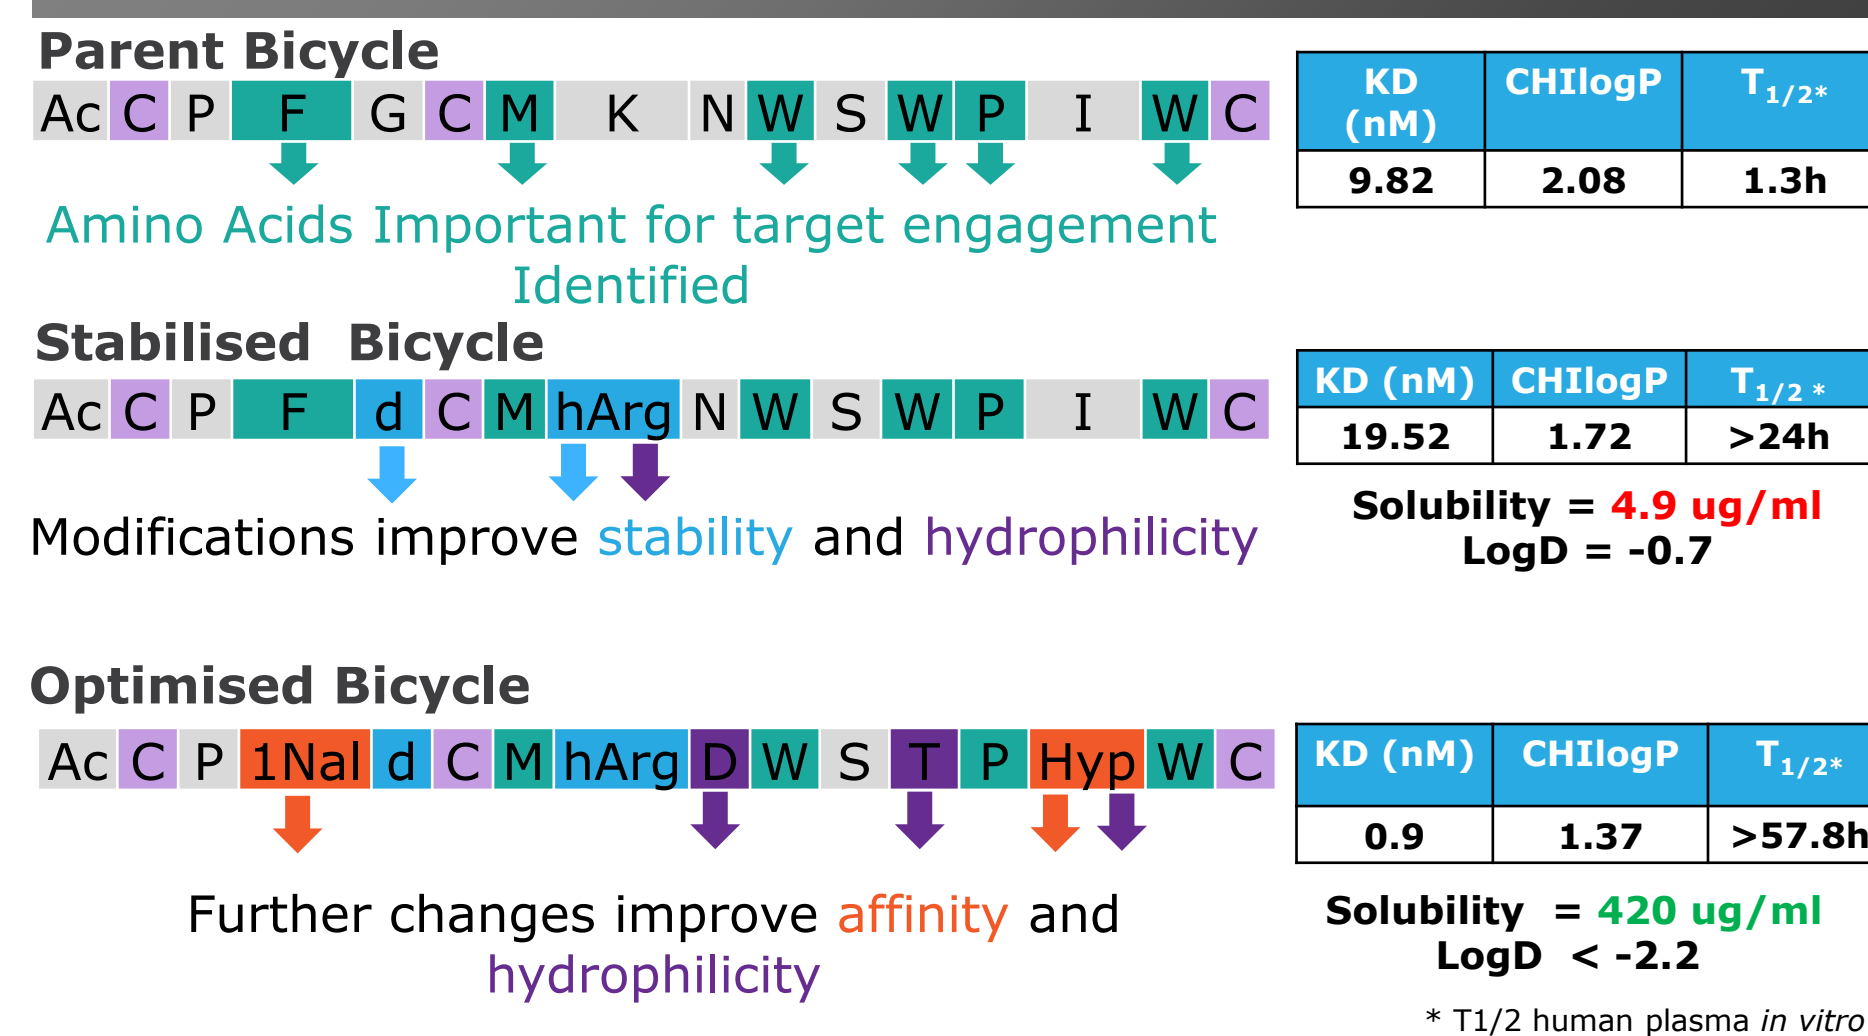 Parent Bicycle
Ac C P F G C M K N W S W P I W C
Amino Acids Important for target engagement
Identified
KD (nM) CHIlogP T1/2*
9.82 2.08 1.3h
Stabilised Bicycle
Ac C P F d C M hArg N W S W P I W C
Modifications improve stability and hydrophilicity
KD (nM) CHIlogP T1/2 *
19.52 1.72 >24h
Solubility = 4.9 ug/ml
LogD = -0.7
Optimised Bicycle
Ac C P 1Nal d C M hArg D W S T P Hyp W C
Further changes improve affinity and
hydrophilicity
KD (nM) CHIlogP T1/2*
0.9 1.37 >57.8h
Solubility = 420 ug/ml
LogD < -2.2
* T1/2 human plasma in vitro